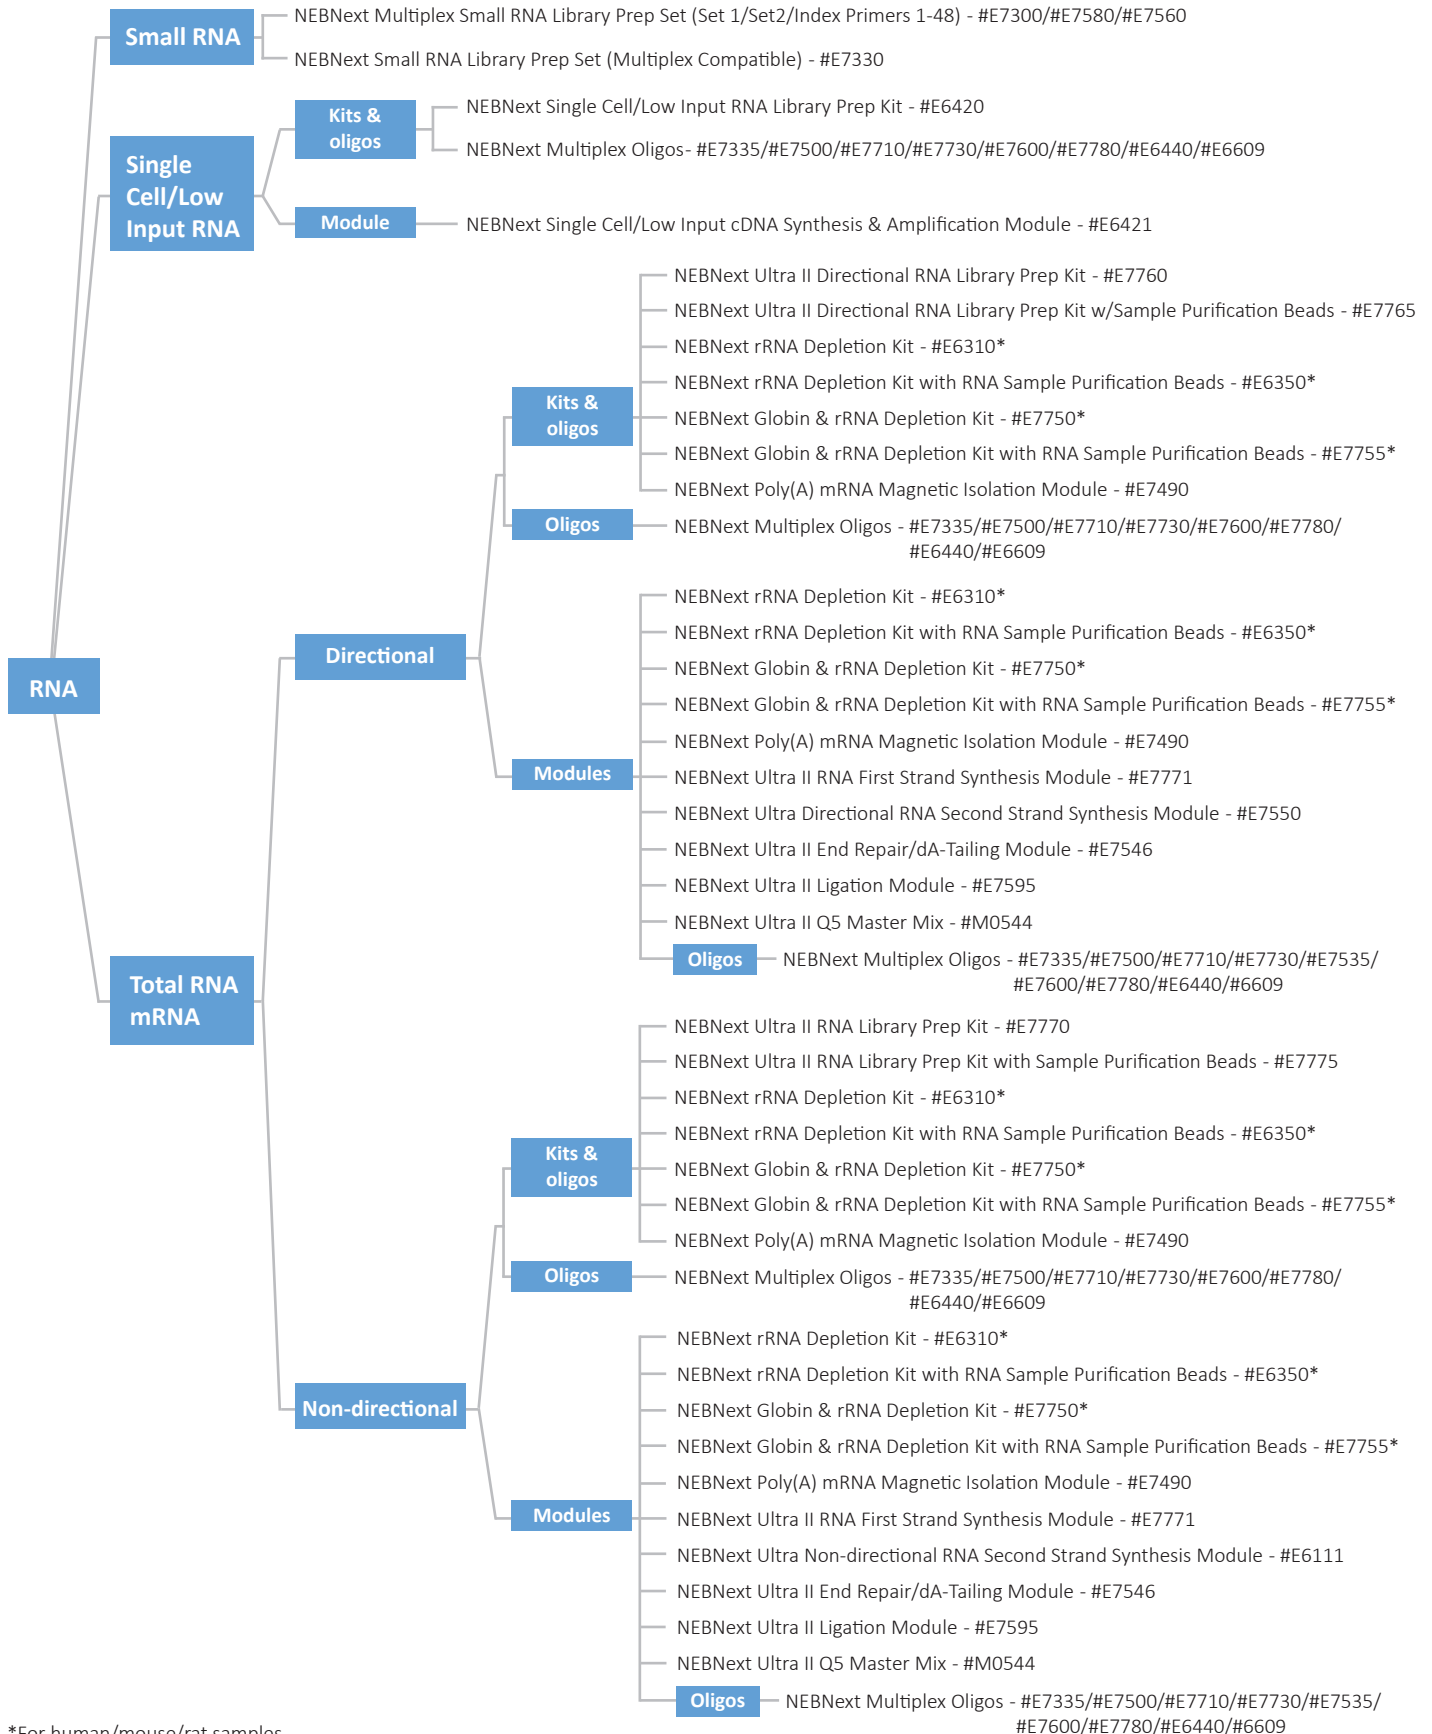 Small RNA
NEBNext Multiplex Small RNA Library Prep Set (Set 1/Set2/Index Primers 1-48) - #E7300/#E7580/#E7560
NEBNext Small RNA Library Prep Set (Multiplex Compatible) - #E7330
Single
Cell/Low
Input RNA
Kits &
oligos
NEBNext Single Cell/Low Input RNA Library Prep Kit - #E6420
NEBNext Multiplex Oligos- #E7335/#E7500/#E7710/#E7730/#E7600/#E7780/#E6440/#E6609
Module
NEBNext Single Cell/Low Input cDNA Synthesis & Amplification Module - #E6421
RNA
Total RNA
mRNA
Directional
Kits &
oligos
NEBNext Ultra II Directional RNA Library Prep Kit - #E7760
NEBNext Ultra II Directional RNA Library Prep Kit w/Sample Purification Beads - #E7765
NEBNext rRNA Depletion Kit - #E6310*
NEBNext rRNA Depletion Kit with RNA Sample Purification Beads - #E6350*
NEBNext Globin & rRNA Depletion Kit - #E7750*
NEBNext Globin & rRNA Depletion Kit with RNA Sample Purification Beads - #E7755*
NEBNext Poly(A) mRNA Magnetic Isolation Module - #E7490
Oligos
NEBNext Multiplex Oligos - #E7335/#E7500/#E7710/#E7730/#E7600/#E7780/
#E6440/#E6609
Modules
NEBNext rRNA Depletion Kit - #E6310*
NEBNext rRNA Depletion Kit with RNA Sample Purification Beads - #E6350*
NEBNext Globin & rRNA Depletion Kit - #E7750*
NEBNext Globin & rRNA Depletion Kit with RNA Sample Purification Beads - #E7755*
NEBNext Poly(A) mRNA Magnetic Isolation Module - #E7490
NEBNext Ultra II RNA First Strand Synthesis Module - #E7771
NEBNext Ultra Directional RNA Second Strand Synthesis Module - #E7550
NEBNext Ultra II End Repair/dA-Tailing Module - #E7546
NEBNext Ultra II Ligation Module - #E7595
NEBNext Ultra II Q5 Master Mix - #M0544
Oligos
NEBNext Multiplex Oligos - #E7335/#E7500/#E7710/#E7730/#E7535/
#E7600/#E7780/#E6440/#6609
Non-directional
Kits &
oligos
NEBNext Ultra II RNA Library Prep Kit - #E7770
NEBNext Ultra II RNA Library Prep Kit with Sample Purification Beads - #E7775
NEBNext rRNA Depletion Kit - #E6310*
NEBNext rRNA Depletion Kit with RNA Sample Purification Beads - #E6350*
NEBNext Globin & rRNA Depletion Kit - #E7750*
NEBNext Globin & rRNA Depletion Kit with RNA Sample Purification Beads - #E7755*
NEBNext Poly(A) mRNA Magnetic Isolation Module - #E7490
Oligos
NEBNext Multiplex Oligos - #E7335/#E7500/#E7710/#E7730/#E7600/#E7780/
#E6440/#E6609
Modules
NEBNext rRNA Depletion Kit - #E6310*
NEBNext rRNA Depletion Kit with RNA Sample Purification Beads - #E6350*
NEBNext Globin & rRNA Depletion Kit - #E7750*
NEBNext Globin & rRNA Depletion Kit with RNA Sample Purification Beads - #E7755*
NEBNext Poly(A) mRNA Magnetic Isolation Module - #E7490
NEBNext Ultra II RNA First Strand Synthesis Module - #E7771
NEBNext Ultra Non-directional RNA Second Strand Synthesis Module - #E6111
NEBNext Ultra II End Repair/dA-Tailing Module - #E7546
NEBNext Ultra II Ligation Module - #E7595
NEBNext Ultra II Q5 Master Mix - #M0544
Oligos
NEBNext Multiplex Oligos - #E7335/#E7500/#E7710/#E7730/#E7535/
#E7600/#E7780/#E6440/#6609
*For human/mouse/rat samples